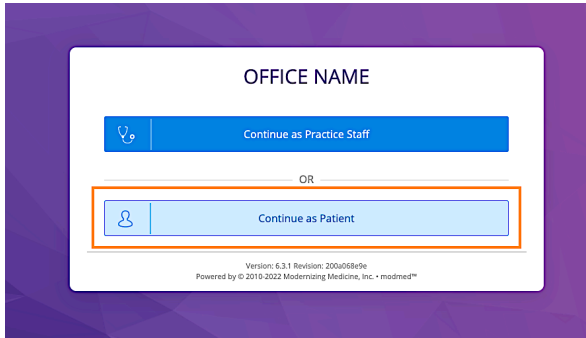 OFFICE NAME
Continue as Practice Staff
OR
Continue as Patient
Version: 6.3.1 Revision: 200a068e9e
Powered by © 2010-2022 Modernizing Medicine, Inc. • modmed™